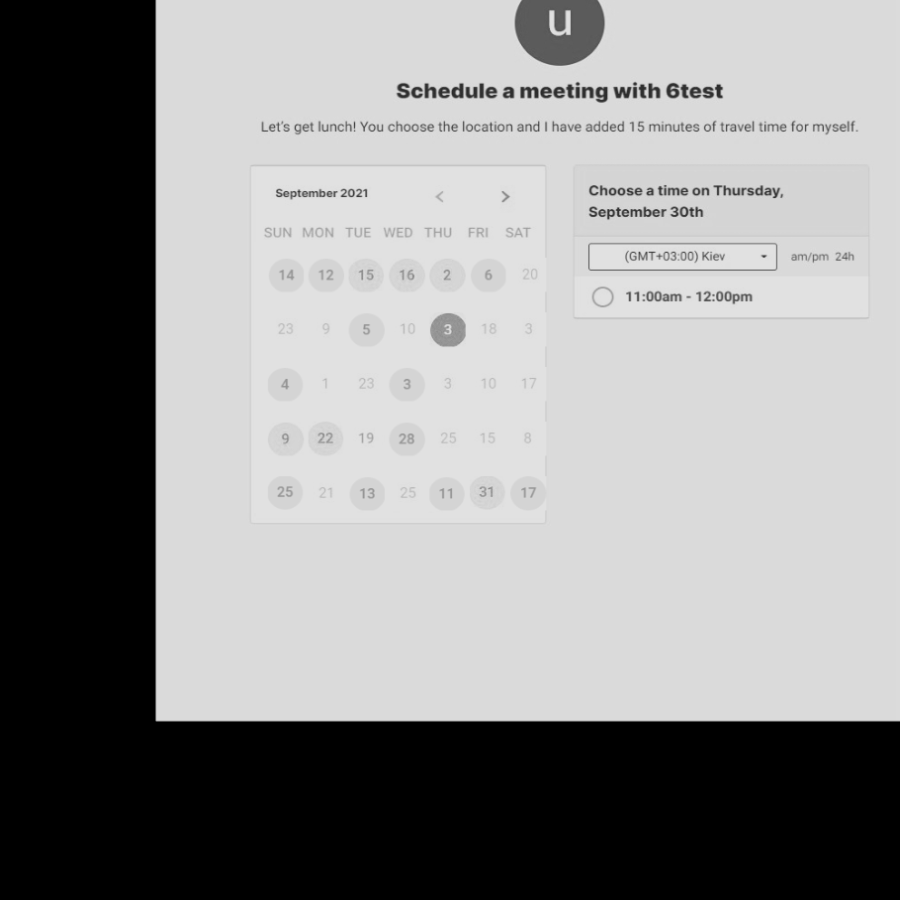 u
Schedule a meeting with 6test
Let's get lunch! You choose the location and I have added 15 minutes of travel time for myself.
September 2021 < >
SUN MON TUE WED THU FRI SAT
14 12 15 16 2 6 20
23 9 5 10 3 18 3
4 1 23 3 3 10 17
9 22 19 28 25 15 8
25 21 13 25 11 31 17
Choose a time on Thursday,
September 30th
(GMT+03:00) Kiev am/pm 24h
11:00am - 12:00pm